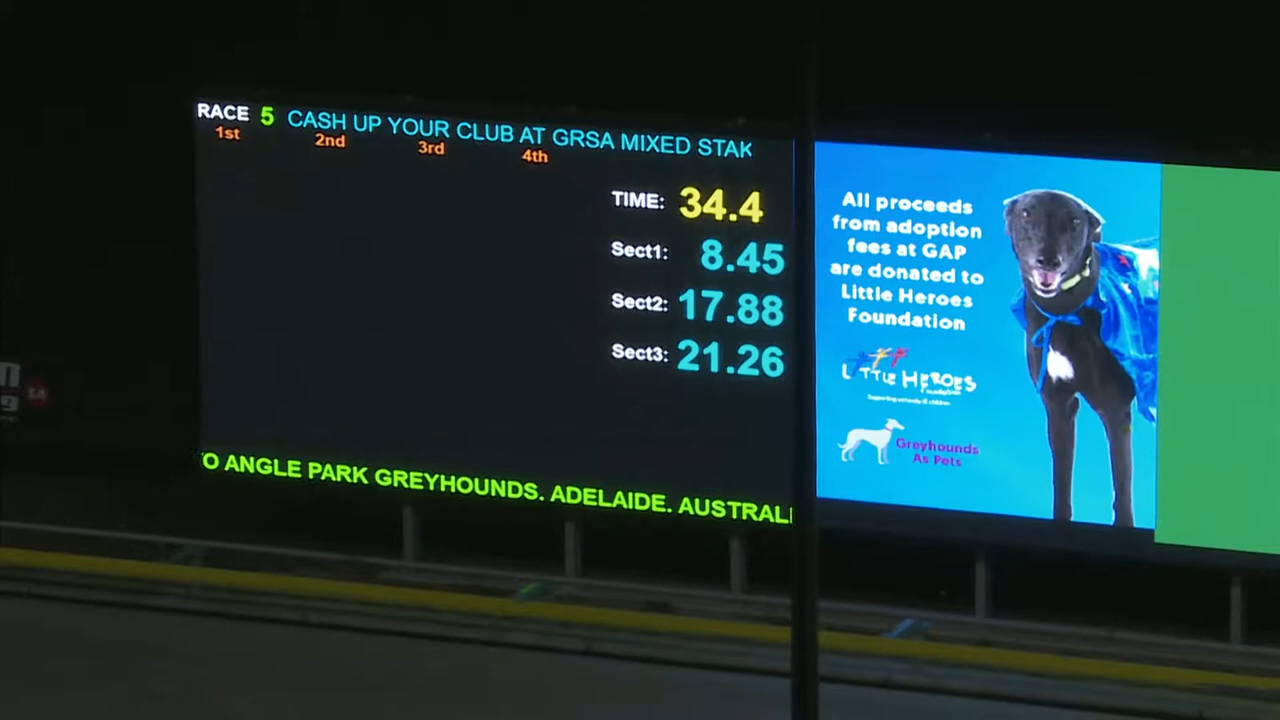 RACE 5 CASH UP YOUR CLUB AT GRSA MIXED STAK
1st 2nd 3rd 4th
TIME: 34.4
Sect1: 8.45
Sect2: 17.88
Sect3: 21.26
O ANGLE PARK GREYHOUNDS. ADELAIDE. AUSTRALI
All proceeds
from adoption
fees at GAP
are donated to
Little Heroes
Foundation
LITTLE HEROES
Foundation
Greyhounds
As Pets